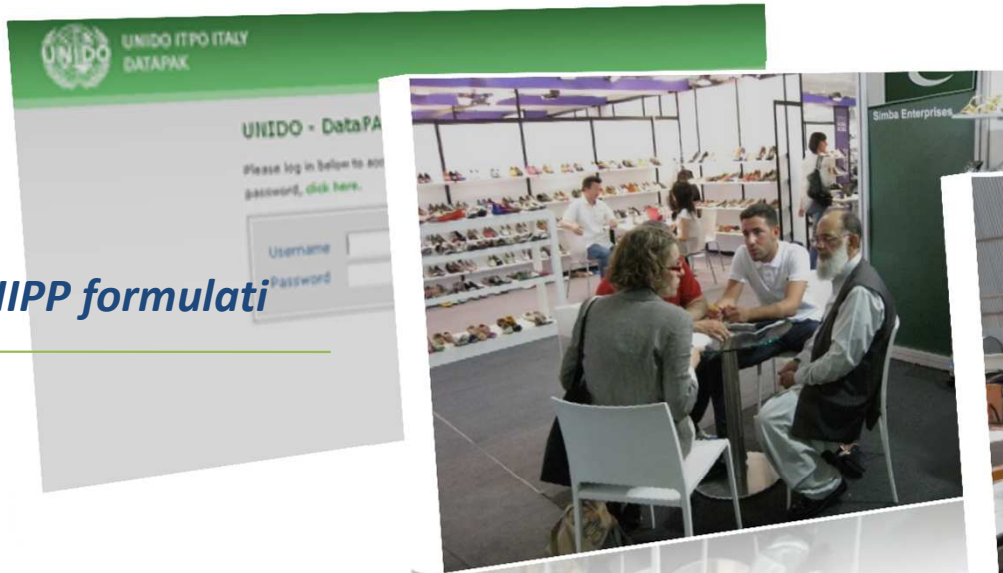 UNIDO
UNIDO ITPO ITALY
DATAPAK
UNIDO - DataPA
Please log in below to acc
password, click here.
Username
Password
IIPP formulati
Simba Enterprises